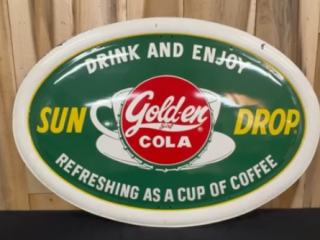 DRINK AND ENJOY
SUN DROP
Golden
COLA
REFRESHING AS A CUP OF COFFEE